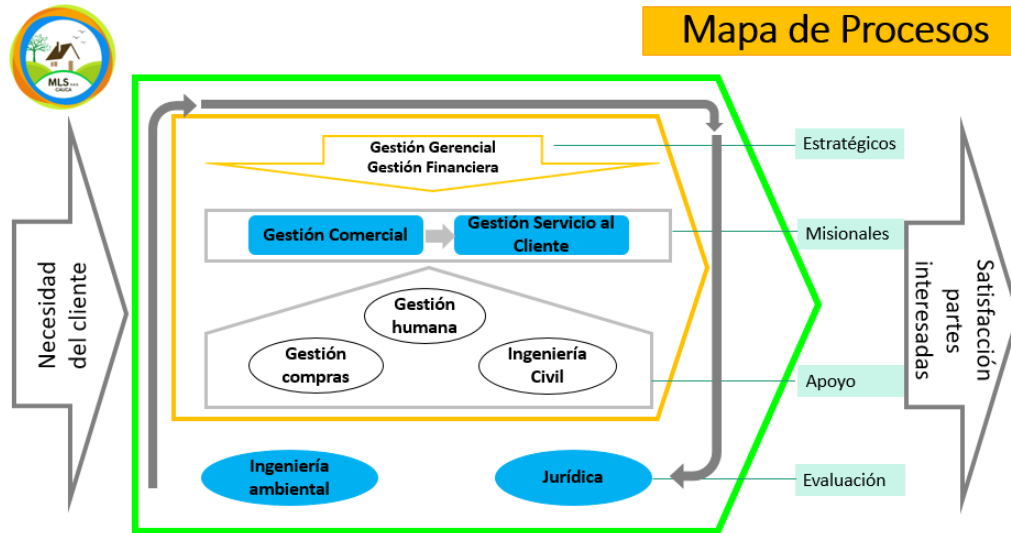 Mapa de Procesos
MLS S.A.S.
CAUCA
Necesidad
del cliente
Gestión Gerencial
Gestión Financiera
Estratégicos
Gestión Comercial
Gestión Servicio al
Cliente
Misionales
Gestión
humana
Gestión
compras
Ingeniería
Civil
Apoyo
Ingeniería
ambiental
Jurídica
Evaluación
Satisfacción
partes
interesadas